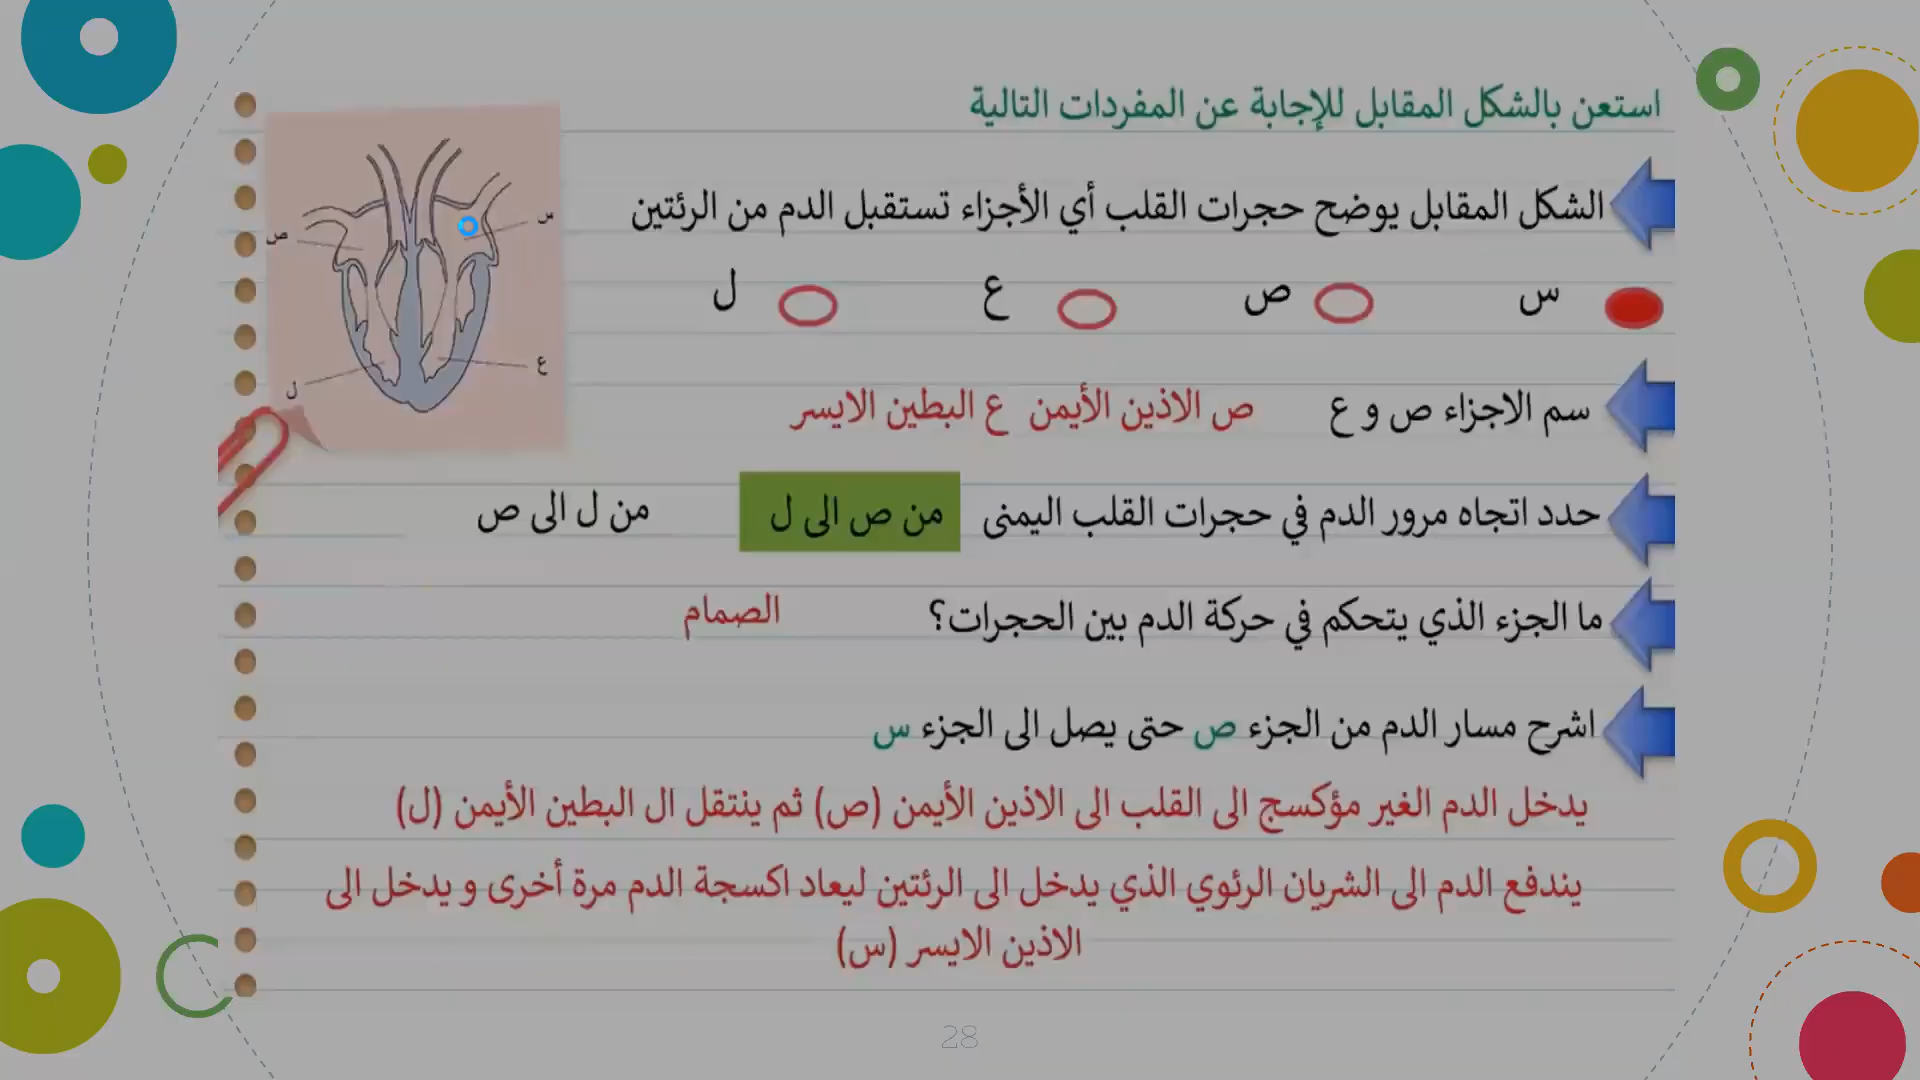 استعن بالشكل المقابل للإجابة عن المفردات التالية
الشكل المقابل يوضح حجرات القلب أي الأجزاء تستقبل الدم من الرئتين
س ص ع ل
سم الاجزاء ص و ع ص الاذين الأيمن ع البطين الايسر
حدد اتجاه مرور الدم في حجرات القلب اليمنى من ص الى ل من ل الى ص
ما الجزء الذي يتحكم في حركة الدم بين الحجرات؟ الصمام
اشرح مسار الدم من الجزء ص حتى يصل الى الجزء س
يدخل الدم الغير مؤكسج الى القلب الى الاذين الأيمن (ص) ثم ينتقل ال البطين الأيمن (ل)
يندفع الدم الى الشريان الرئوي الذي يدخل الى الرئتين ليعاد اكسجة الدم مرة أخرى و يدخل الى
الاذين الايسر (س)
س
ص
ع
ل
28